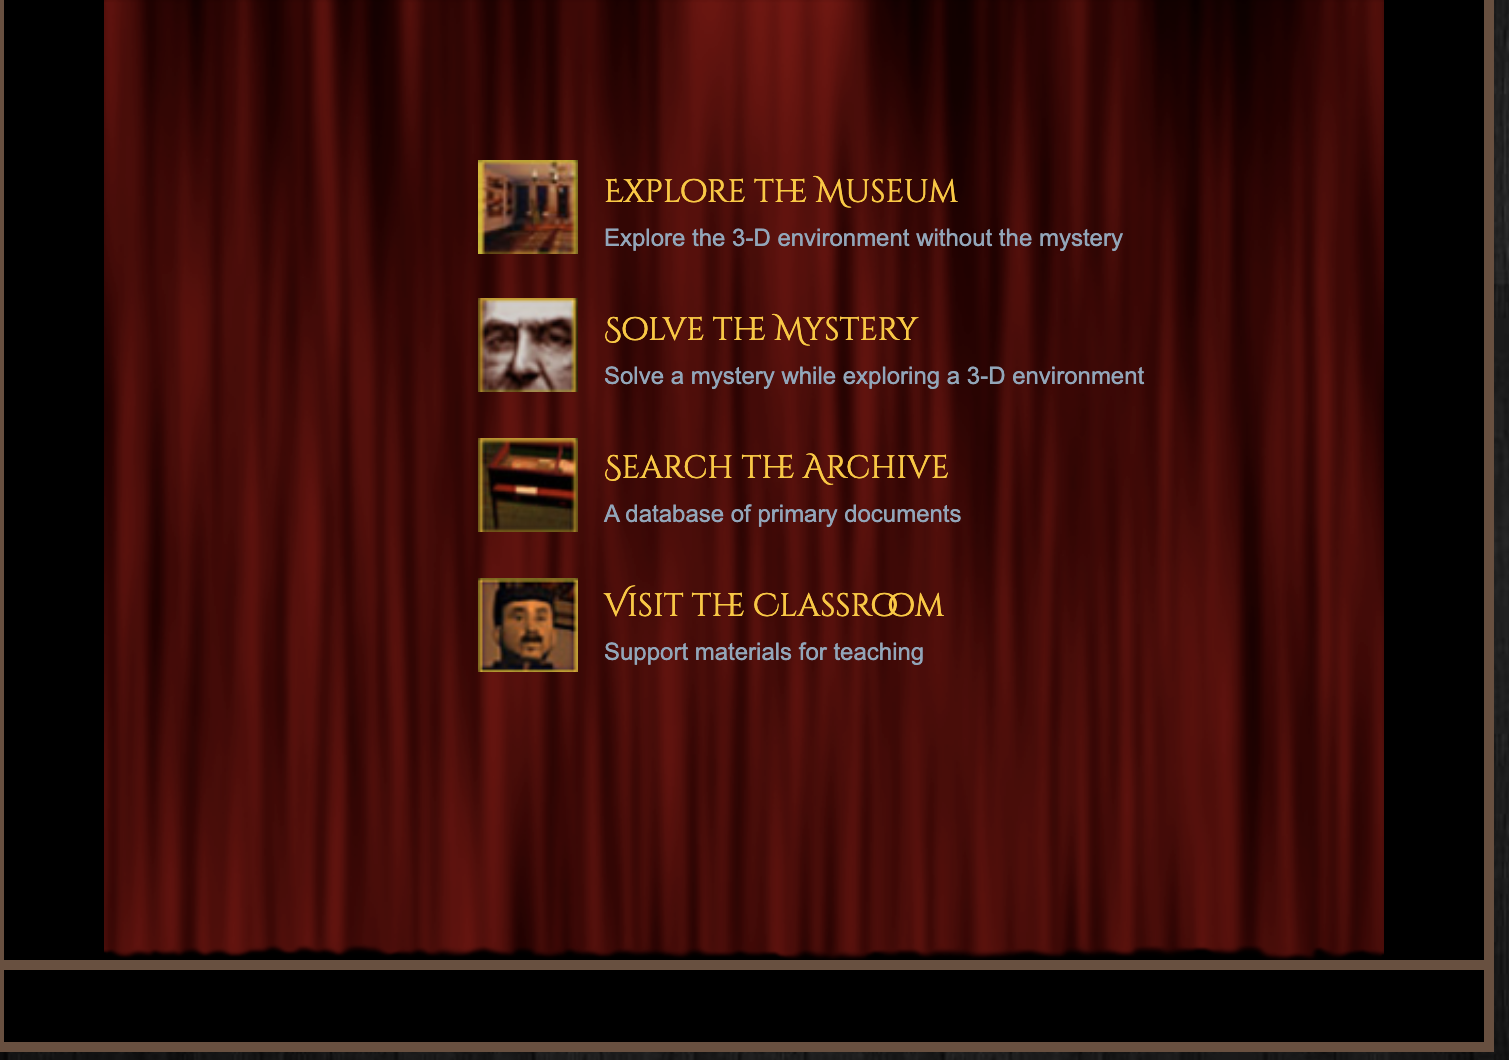 Explore the Museum
Explore the 3-D environment without the mystery
Solve the Mystery
Solve a mystery while exploring a 3-D environment
Search the Archive
A database of primary documents
Visit the Classroom
Support materials for teaching